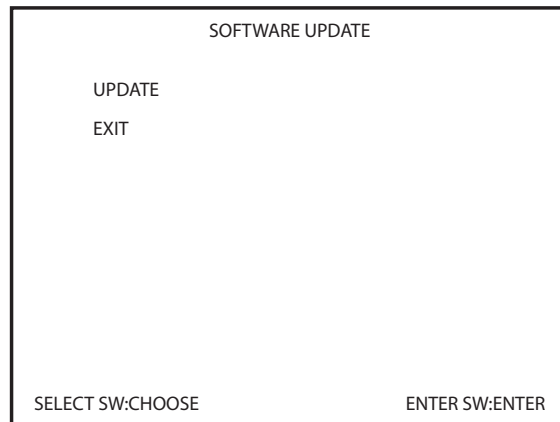 SOFTWARE UPDATE
UPDATE
EXIT
SELECT SW:CHOOSE ENTER SW:ENTER